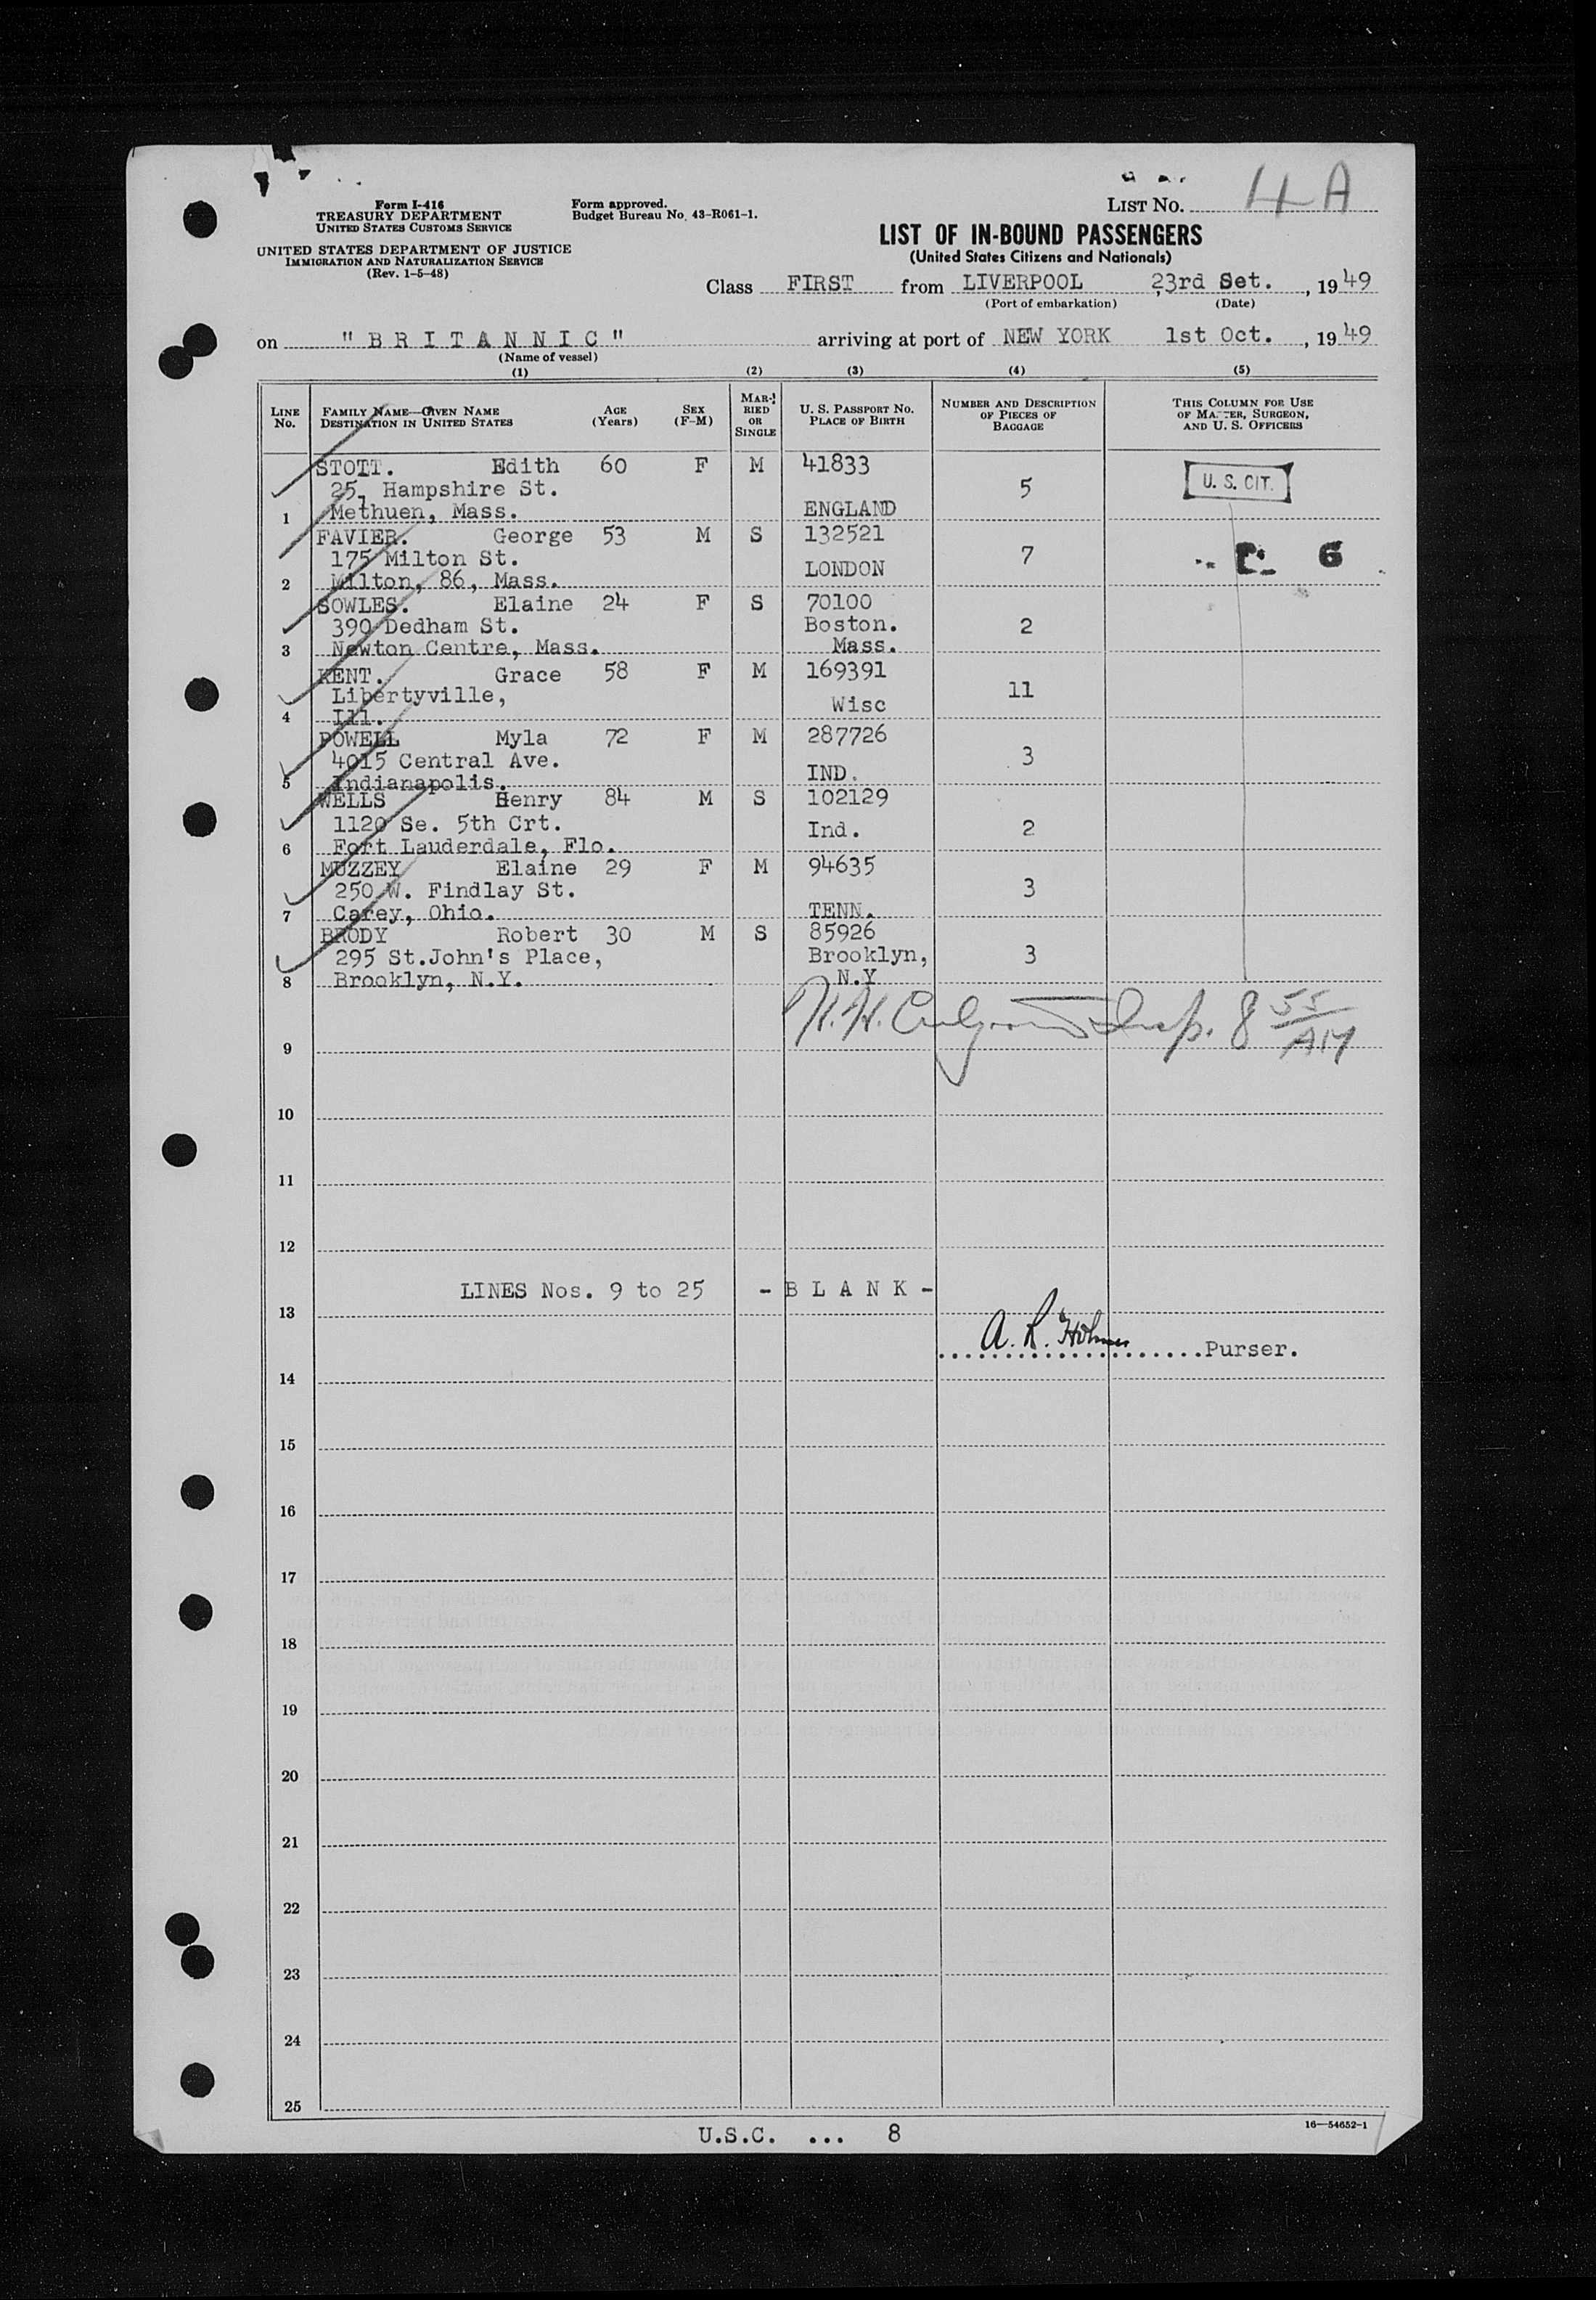 Form I-416
TREASURY DEPARTMENT
UNITED STATES CUSTOMS SERVICE
UNITED STATES DEPARTMENT OF JUSTICE
IMMIGRATION AND NATURALIZATION SERVICE
(Rev. 1-5-48)
Form approved.
Budget Bureau No. 43-R061-1.
LIST NO. 4A
LIST OF IN-BOUND PASSENGERS
(United States Citizens and Nationals)
Class FIRST from LIVERPOOL 23rd Set. , 1949
(Port of embarkation) (Date)
on "BRITANNIC" arriving at port of NEW YORK 1st Oct. , 1949
(Name of vessel)
(1) (2) (3) (4) (5)
LINE No. FAMILY NAME—GIVEN NAME DESTINATION IN UNITED STATES AGE (Years) SEX (F-M) MARRIED OR SINGLE U. S. PASSPORT NO. PLACE OF BIRTH NUMBER AND DESCRIPTION OF PIECES OF BAGGAGE THIS COLUMN FOR USE OF MASTER, SURGEON, AND U. S. OFFICERS
STOTT. Edith 60 F M 41833
25, Hampshire St. 5 U. S. CIT.
1 Methuen, Mass. ENGLAND
FAVIER. George 53 M S 132521
175 Milton St. LONDON 7 6
2 Milton, 86, Mass.
SOWLES. Elaine 24 F S 70100
390 Dedham St. Boston. 2
3 Newton Centre, Mass. Mass.
KENT. Grace 58 F M 169391
Libertyville, Wisc 11
4 Ill.
POWELL Myla 72 F M 287726
4015 Central Ave. 3
5 Indianapolis. IND.
WELLS Henry 84 M S 102129
1120 Se. 5th Crt. Ind. 2
6 Fort Lauderdale, Flo.
MUZZEY Elaine 29 F M 94635
250 W. Findlay St. 3
7 Carey, Ohio. TENN.
BRODY Robert 30 M S 85926
295 St.John's Place, Brooklyn, 3
8 Brooklyn, N.Y. N.Y
Insp. 8 55/AM
9
10
11
12
LINES Nos. 9 to 25 - BLANK -
13
A. R. Holmes Purser.
14
15
16
17
18
19
20
21
22
23
24
25
16—54652-1
U.S.C. ... 8